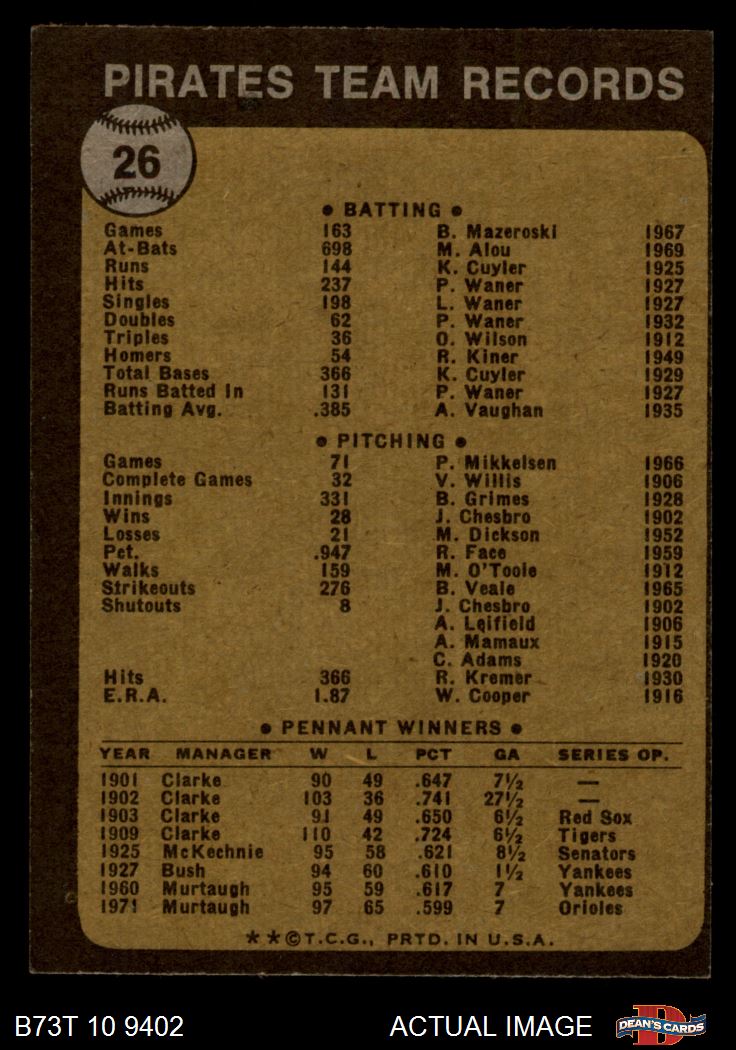 PIRATES TEAM RECORDS
26
● BATTING ●
Games 163 B. Mazeroski 1967
At-Bats 698 M. Alou 1969
Runs 144 K. Cuyler 1925
Hits 237 P. Waner 1927
Singles 198 L. Waner 1927
Doubles 62 P. Waner 1932
Triples 36 O. Wilson 1912
Homers 54 R. Kiner 1949
Total Bases 366 K. Cuyler 1929
Runs Batted In 131 P. Waner 1927
Batting Avg. .385 A. Vaughan 1935
● PITCHING ●
Games 71 P. Mikkelsen 1966
Complete Games 32 V. Willis 1906
Innings 331 B. Grimes 1928
Wins 28 J. Chesbro 1902
Losses 21 M. Dickson 1952
Pct. .947 R. Face 1959
Walks 159 M. O'Toole 1912
Strikeouts 276 B. Veale 1965
Shutouts 8 J. Chesbro 1902
A. Leifield 1906
A. Mamaux 1915
C. Adams 1920
Hits 366 R. Kremer 1930
E.R.A. 1.87 W. Cooper 1916
● PENNANT WINNERS ●
YEAR MANAGER W L PCT GA SERIES OP.
1901 Clarke 90 49 .647 7½ —
1902 Clarke 103 36 .741 27½ —
1903 Clarke 91 49 .650 6½ Red Sox
1909 Clarke 110 42 .724 6½ Tigers
1925 McKechnie 95 58 .621 8½ Senators
1927 Bush 94 60 .610 1½ Yankees
1960 Murtaugh 95 59 .617 7 Yankees
1971 Murtaugh 97 65 .599 7 Orioles
★★©T.C.G., PRTD. IN U.S.A.
B73T 10 9402 ACTUAL IMAGE DEAN'S CARDS